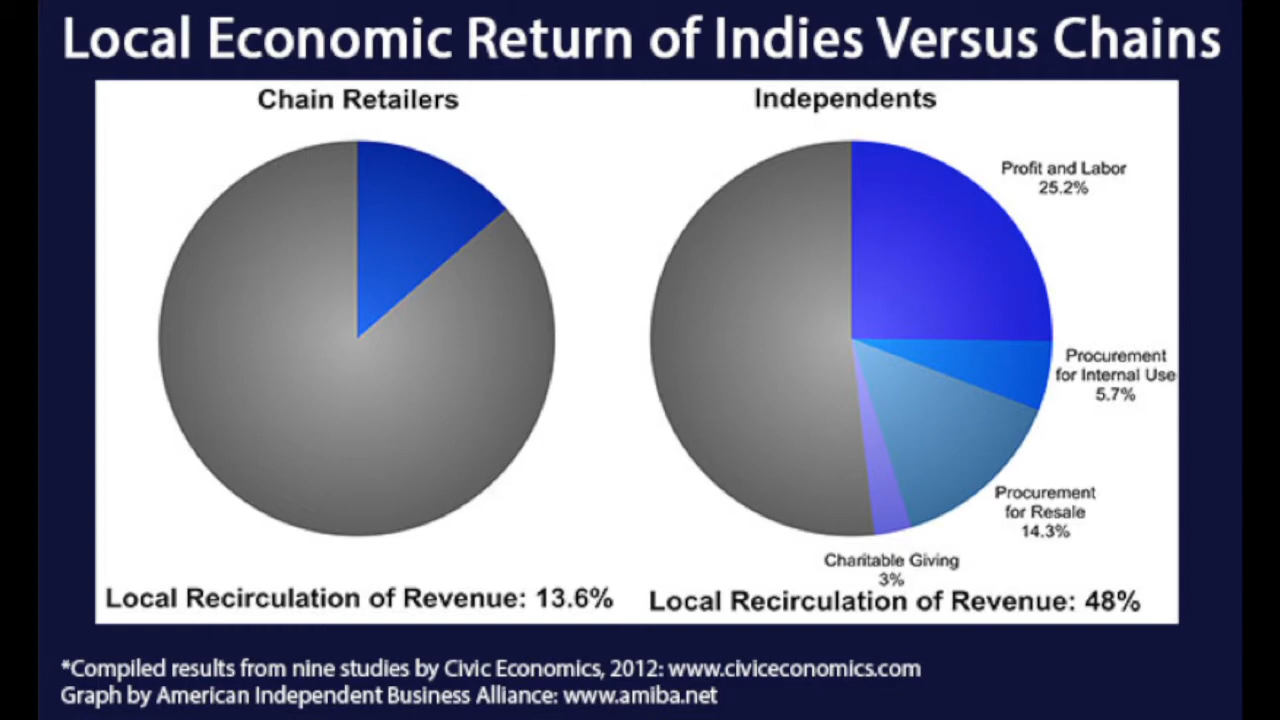 Local Economic Return of Indies Versus Chains
Chain Retailers
Independents
Profit and Labor
25.2%
Procurement
for Internal Use
5.7%
Procurement
for Resale
14.3%
Charitable Giving
3%
Local Recirculation of Revenue: 13.6%
Local Recirculation of Revenue: 48%
*Compiled results from nine studies by Civic Economics, 2012: www.civiceconomics.com
Graph by American Independent Business Alliance: www.amiba.net